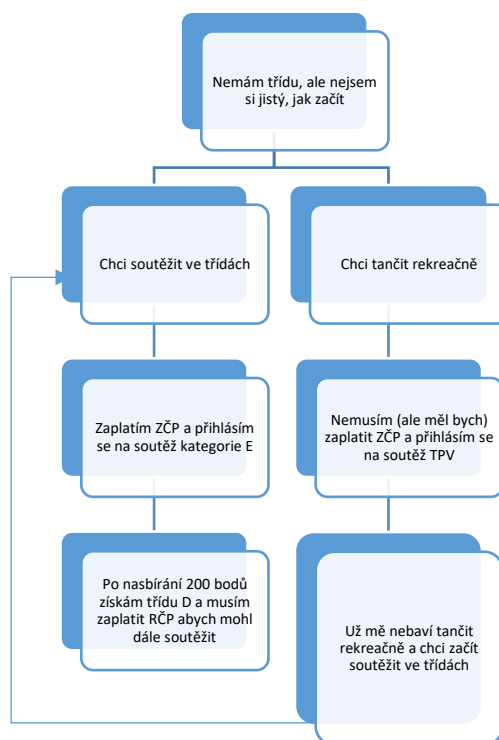 Nemám třídu, ale nejsem
si jistý, jak začít
Chci soutěžit ve třídách
Chci tančit rekreačně
Zaplatím ZČP a přihlásím
se na soutěž kategorie E
Nemusím (ale měl bych)
zaplatit ZČP a přihlásím se
na soutěž TPV
Po nasbírání 200 bodů
získám třídu D a musím
zaplatit RČP abych mohl
dále soutěžit
Už mě nebaví tančit
rekreačně a chci začít
soutěžit ve třídách